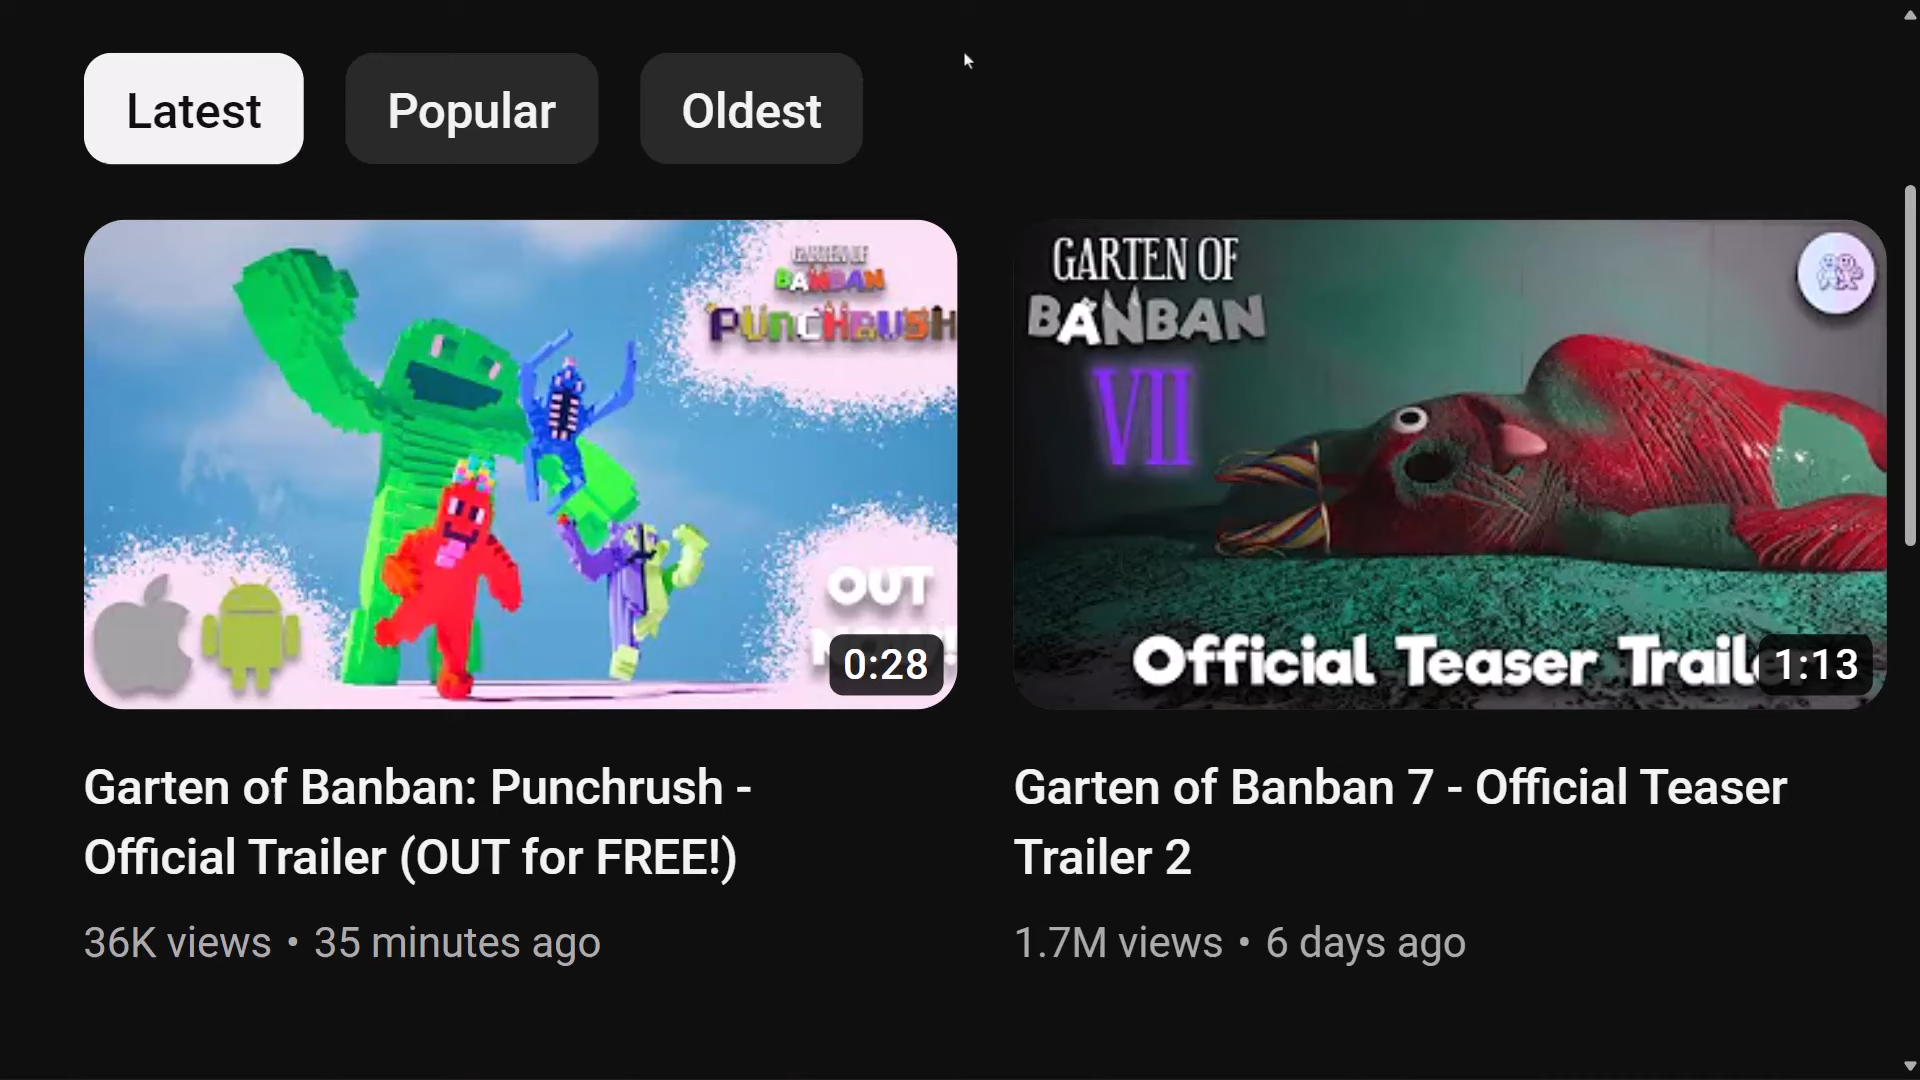 Latest
Popular
Oldest
GARTEN OF
BANBAN
PUNCHRUSH
OUT
0:28
GARTEN OF
BANBAN
VII
Official Teaser
1:13
Garten of Banban: Punchrush -
Official Trailer (OUT for FREE!)
36K views • 35 minutes ago
Garten of Banban 7 - Official Teaser
Trailer 2
1.7M views • 6 days ago